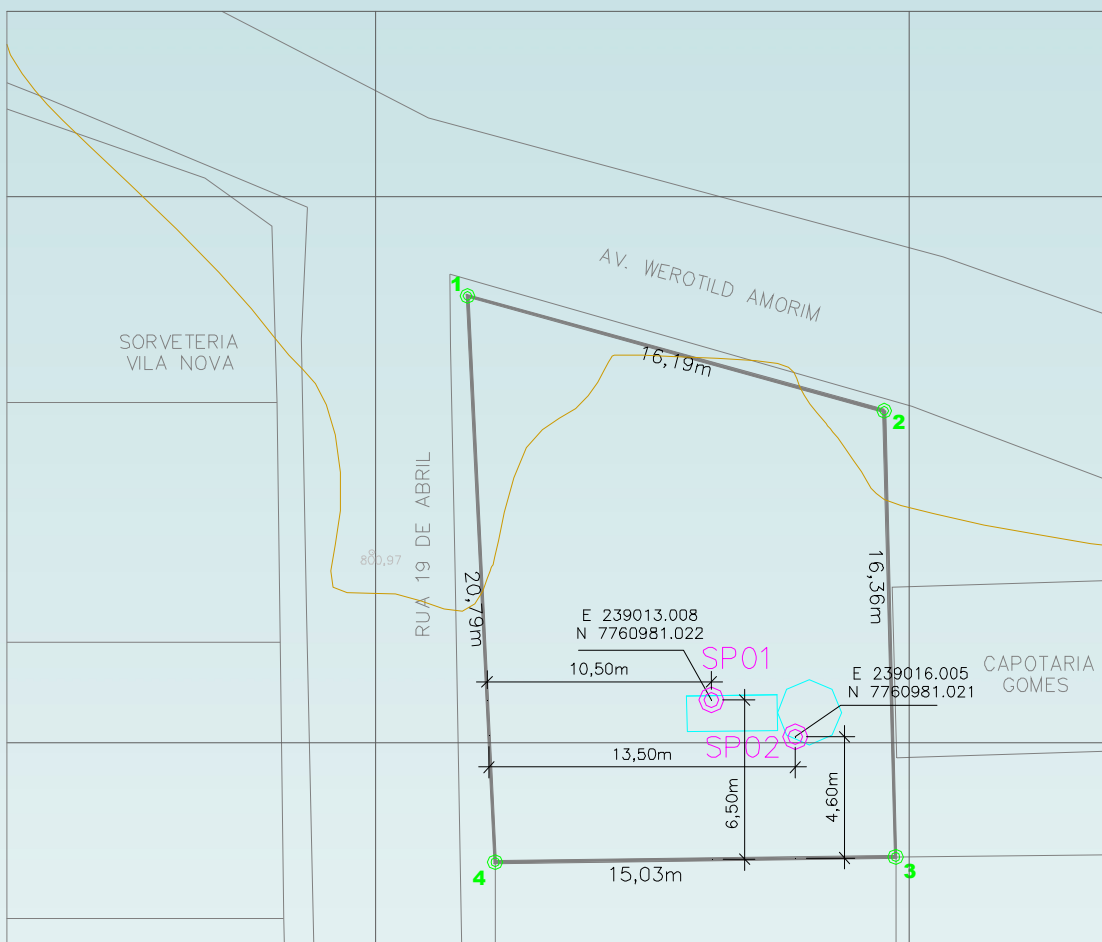 AV. WEROTILD AMORIM
1
SORVETERIA
VILA NOVA
16,19m
2
RUA 19 DE ABRIL
800,97
20,79m
16,36m
E 239013.008
N 7760981.022
SP01
10,50m
E 239016.005
N 7760981.021
CAPOTARIA
GOMES
SP02
13,50m
6,50m
4,60m
15,03m
4
3